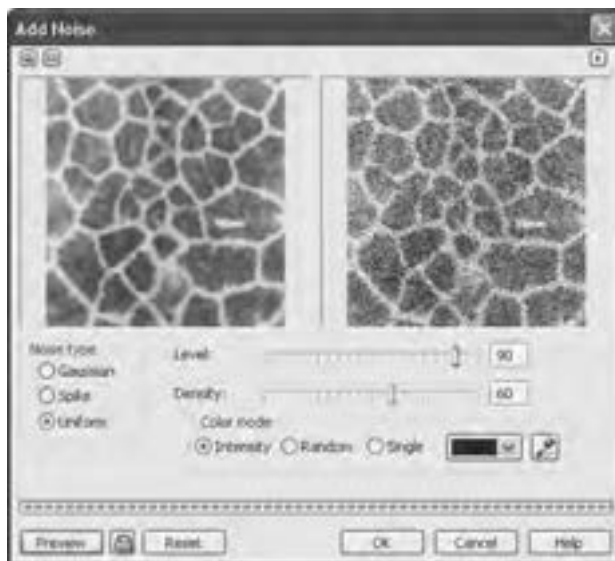 Add Noise
Noise type
Gaussian
Spike
Uniform
Level: 90
Density: 60
Color mode
Intensity Random Single
Preview Reset OK Cancel Help